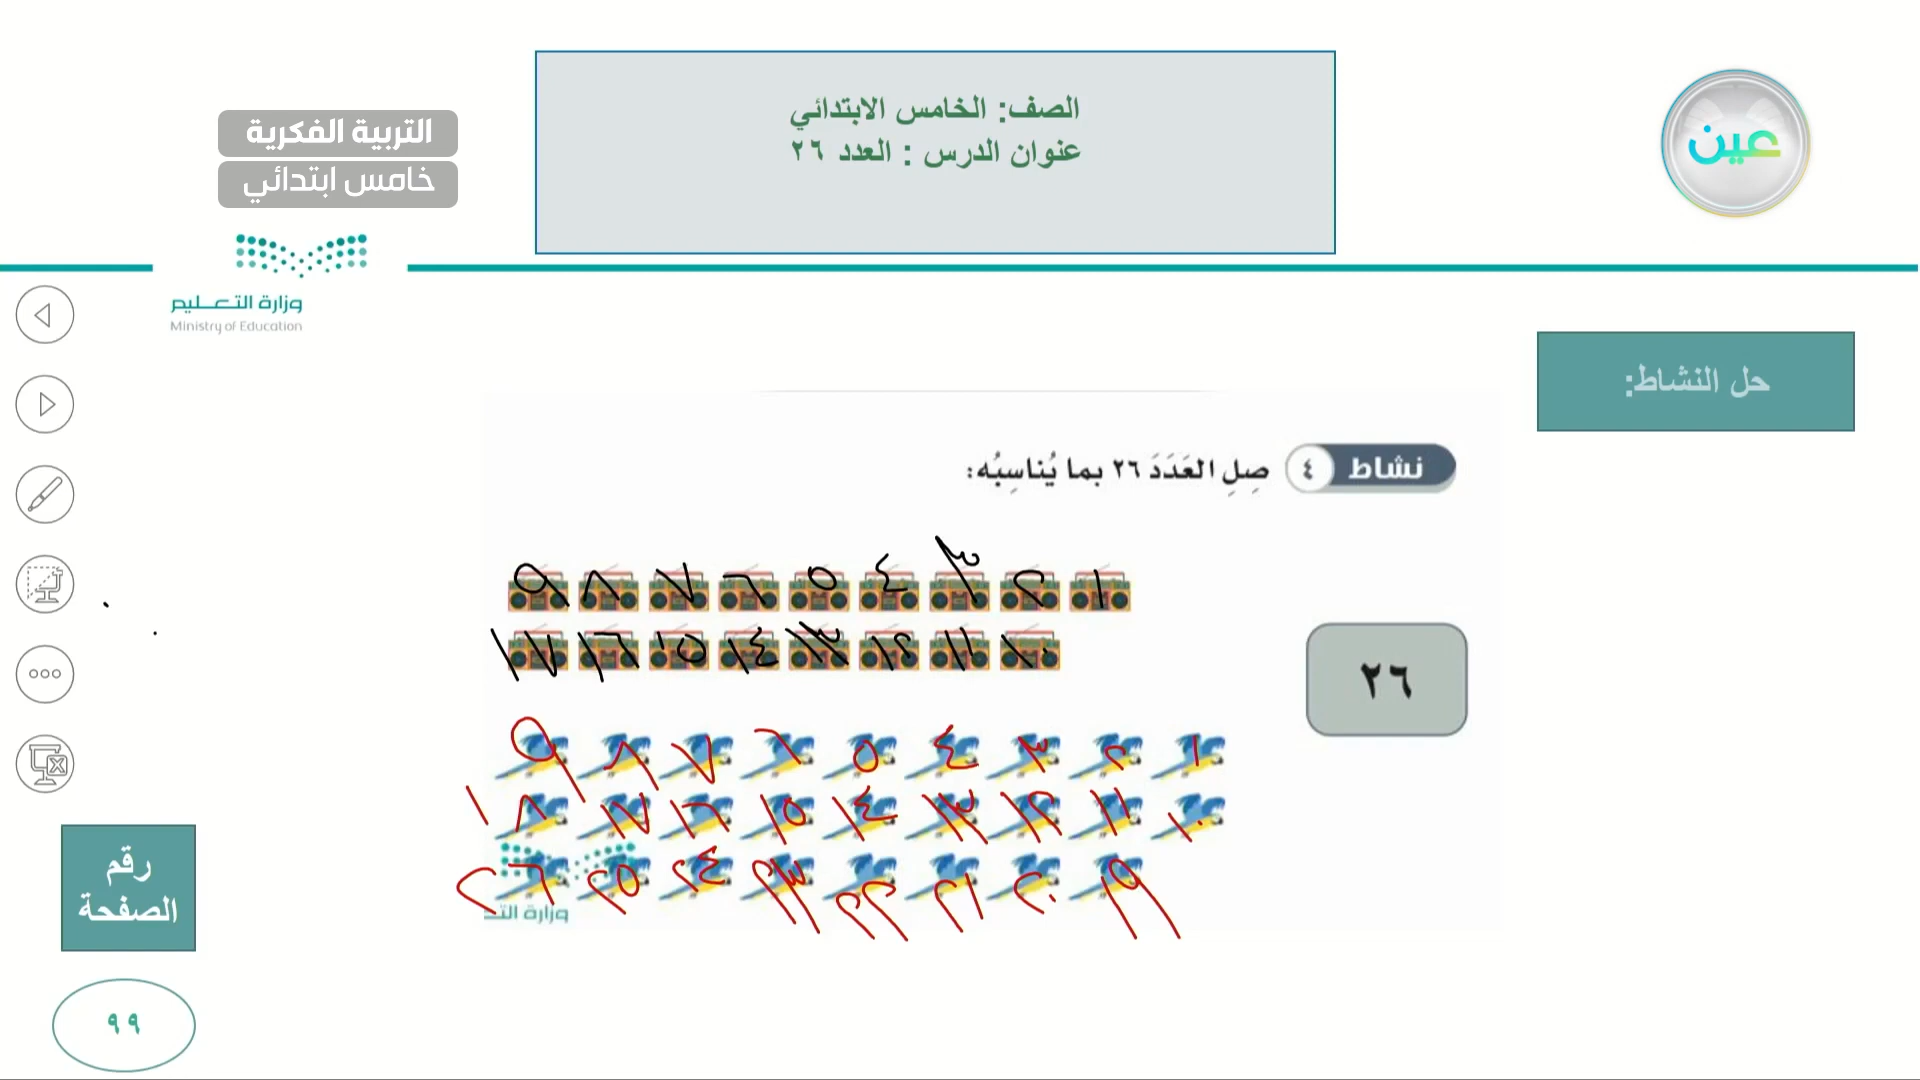 الصف: الخامس الابتدائي
عنوان الدرس : العدد ٢٦
عين
التربية الفكرية
خامس ابتدائي
وزارة التعليم
Ministry of Education
حل النشاط:
نشاط ٤ صِلِ العَدَدَ ٢٦ بما يُناسِبُه:
١ ٢ ٣ ٤ ٥ ٦ ٧ ٨ ٩
١٠ ١١ ١٢ ١٣ ١٤ ١٥ ١٦ ١٧
٢٦
١ ٢ ٣ ٤ ٥ ٦ ٧ ٨ ٩
١٠ ١١ ١٢ ١٣ ١٤ ١٥ ١٦ ١٧ ١٨
١٩ ٢٠ ٢١ ٢٢ ٢٣ ٢٤ ٢٥ ٢٦
وزارة التـ
رقم
الصفحة
٩٩